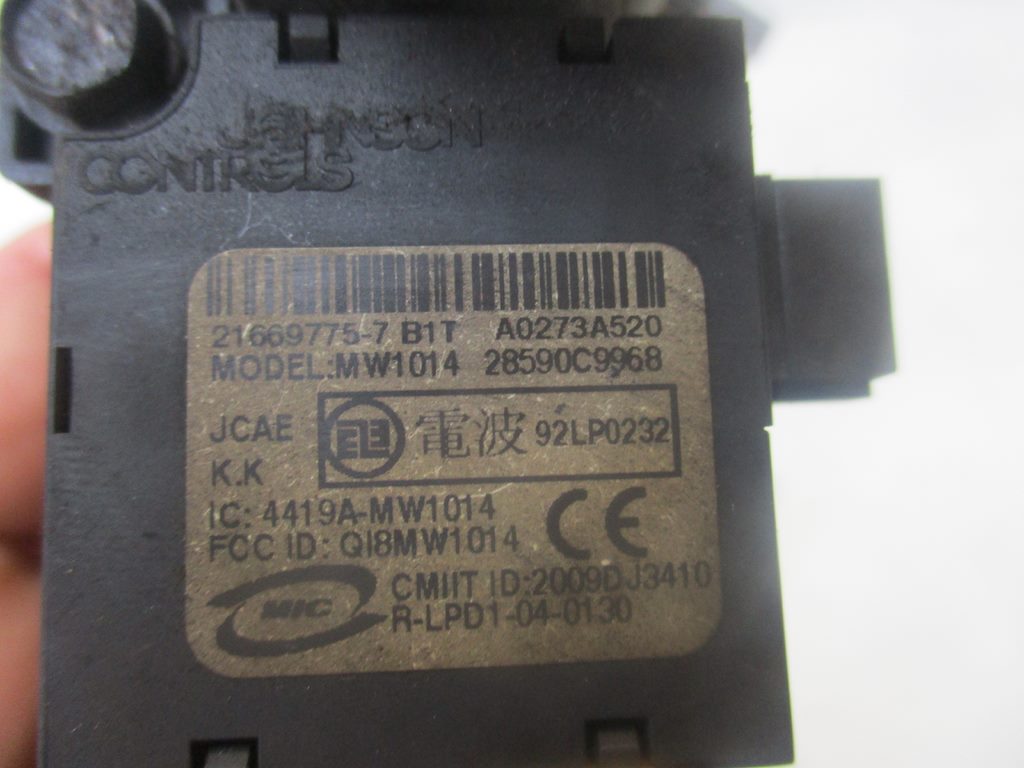 JOHNSON
CONTROLS
21669775-7 B1T A0273A520
MODEL:MW1014 28590C9968
JCAE
電波 92LP0232
K.K
IC: 4419A-MW1014
FCC ID: QI8MW1014 CE
CMIIT ID:2009DJ3410
MIC
R-LPD1-04-0130